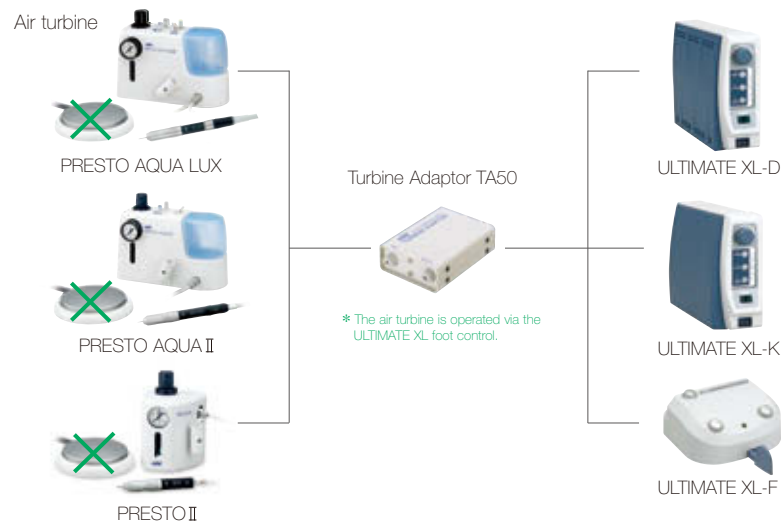 Air turbine
PRESTO AQUA LUX
PRESTO AQUA Ⅱ
PRESTO Ⅱ
Turbine Adaptor TA50
* The air turbine is operated via the
ULTIMATE XL foot control.
ULTIMATE XL-D
ULTIMATE XL-K
ULTIMATE XL-F